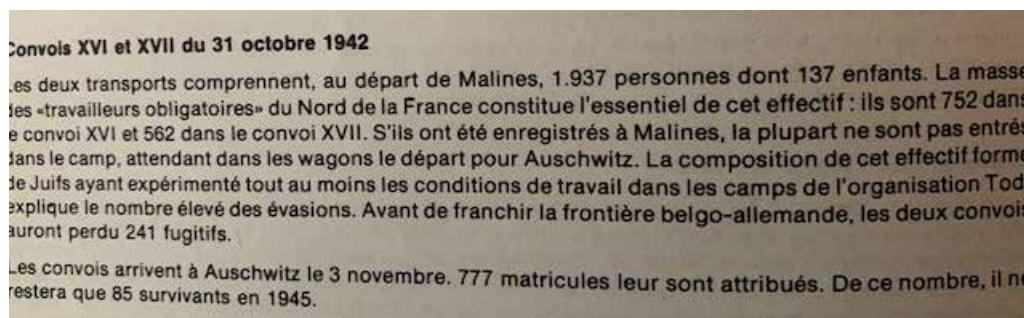 Convois XVI et XVII du 31 octobre 1942
Les deux transports comprennent, au départ de Malines, 1.937 personnes dont 137 enfants. La masse
des «travailleurs obligatoires» du Nord de la France constitue l'essentiel de cet effectif : ils sont 752 dans
le convoi XVI et 562 dans le convoi XVII. S'ils ont été enregistrés à Malines, la plupart ne sont pas entrés
dans le camp, attendant dans les wagons le départ pour Auschwitz. La composition de cet effectif formé
de Juifs ayant expérimenté tout au moins les conditions de travail dans les camps de l'organisation Tod
explique le nombre élevé des évasions. Avant de franchir la frontière belgo-allemande, les deux convois
auront perdu 241 fugitifs.
Les convois arrivent à Auschwitz le 3 novembre. 777 matricules leur sont attribués. De ce nombre, il ne
restera que 85 survivants en 1945.